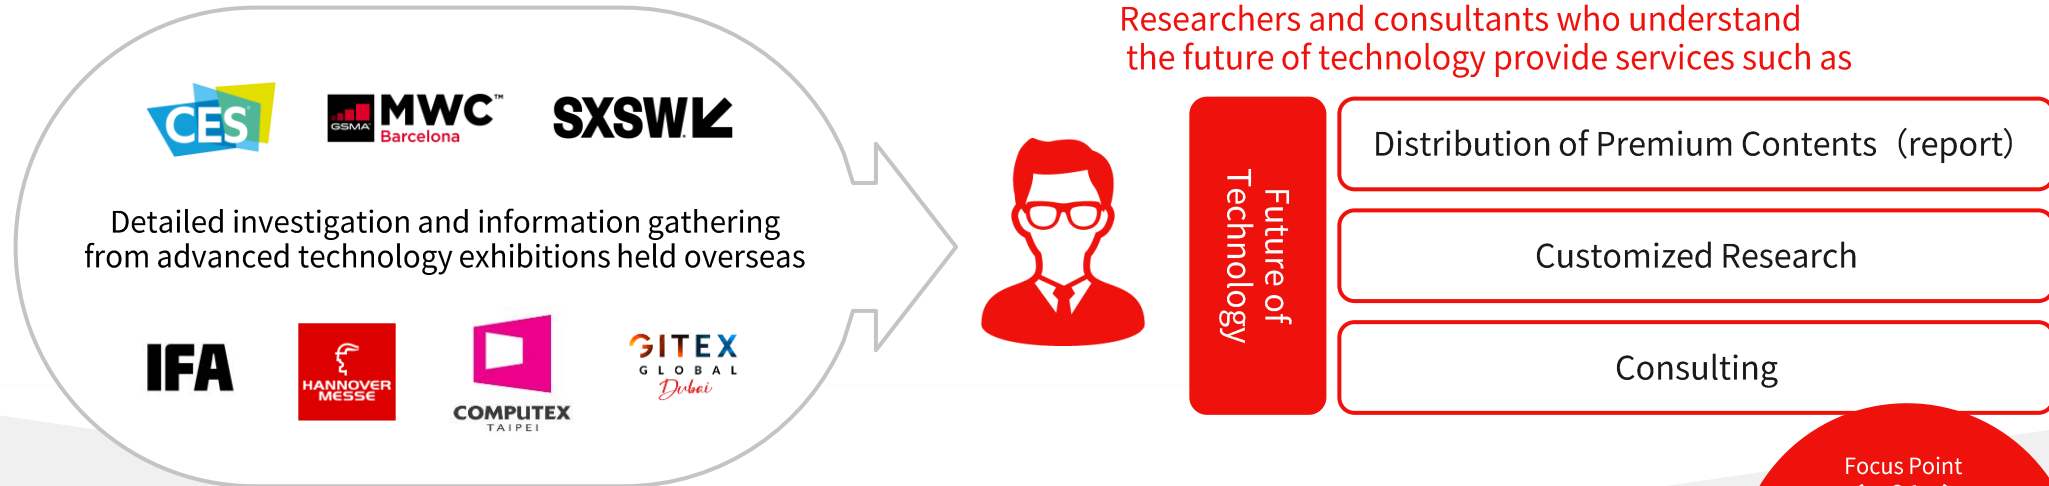 CES
GSMA
MWC™
Barcelona
SXSW
Detailed investigation and information gathering
from advanced technology exhibitions held overseas
IFA
HANNOVER
MESSE
COMPUTEX
TAIPEI
GITEX
GLOBAL
Dubai
Researchers and consultants who understand
the future of technology provide services such as
Future of
Technology
Distribution of Premium Contents（report）
Customized Research
Consulting
Focus Point